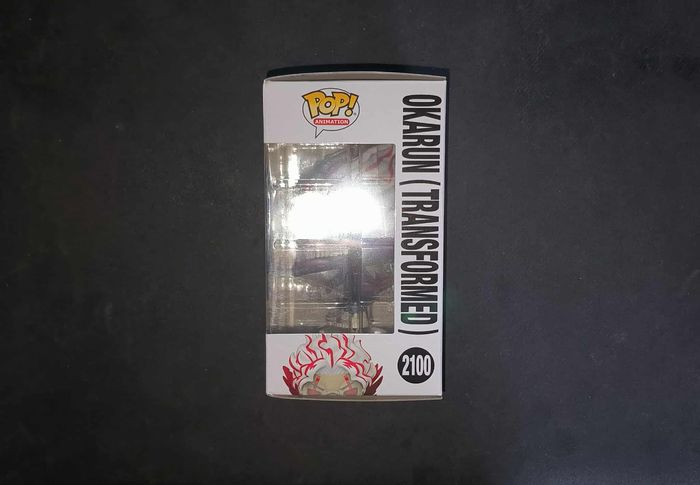 POP!
ANIMATION
OKARUN (TRANSFORMED)
2100